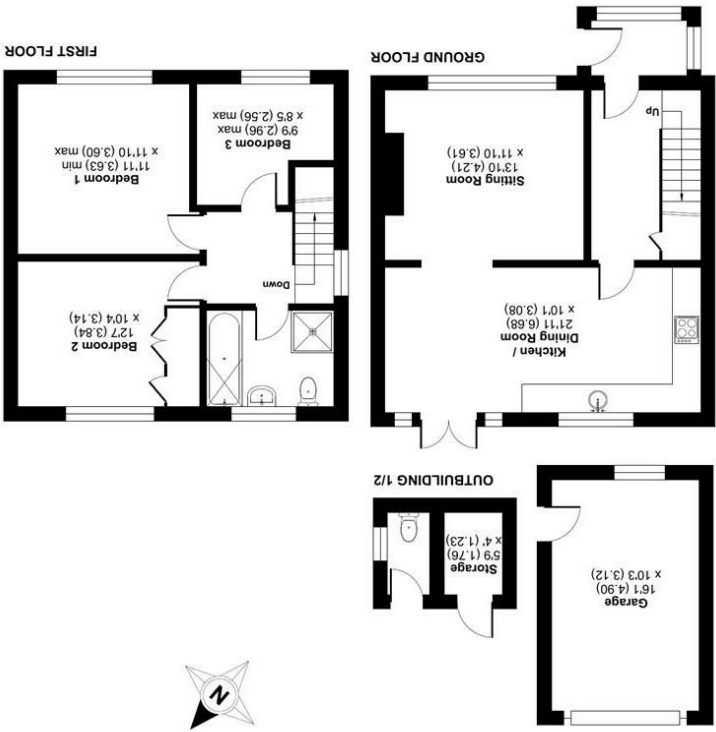 N
Garage
16'1 (4.90)
x 10'3 (3.12)
Storage
5'9 (1.76)
x 4' (1.23)
OUTBUILDING 1/2
Kitchen /
Dining Room
21'11 (6.68)
x 10'1 (3.08)
Sitting Room
13'10 (4.21)
x 11'10 (3.61)
Up
GROUND FLOOR
Bedroom 2
12'7 (3.84)
x 10'4 (3.14)
Down
Bedroom 1
11'11 (3.63) min
x 11'10 (3.60) max
Bedroom 3
9'9 (2.96) max
x 8'5 (2.56) max
FIRST FLOOR